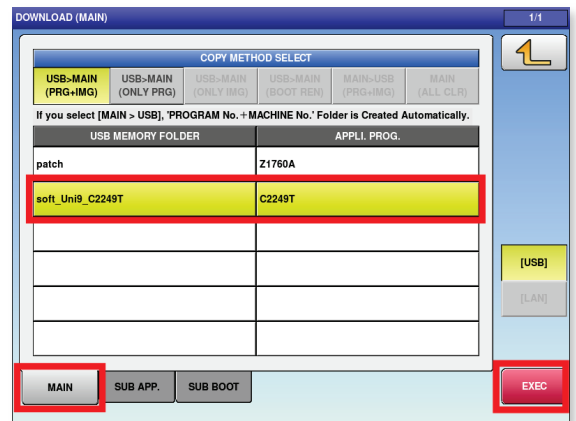 DOWNLOAD (MAIN)
1/1
COPY METHOD SELECT
USB>MAIN (PRG+IMG)
USB>MAIN (ONLY PRG)
USB>MAIN (ONLY IMG)
USB>MAIN (BOOT REN)
MAIN>USB (PRG+IMG)
MAIN (ALL CLR)
If you select [MAIN > USB], 'PROGRAM No.＋MACHINE No.' Folder is Created Automatically.
USB MEMORY FOLDER
APPLI. PROG.
patch
Z1760A
soft_Uni9_C2249T
C2249T
[USB]
[LAN]
MAIN
SUB APP.
SUB BOOT
EXEC